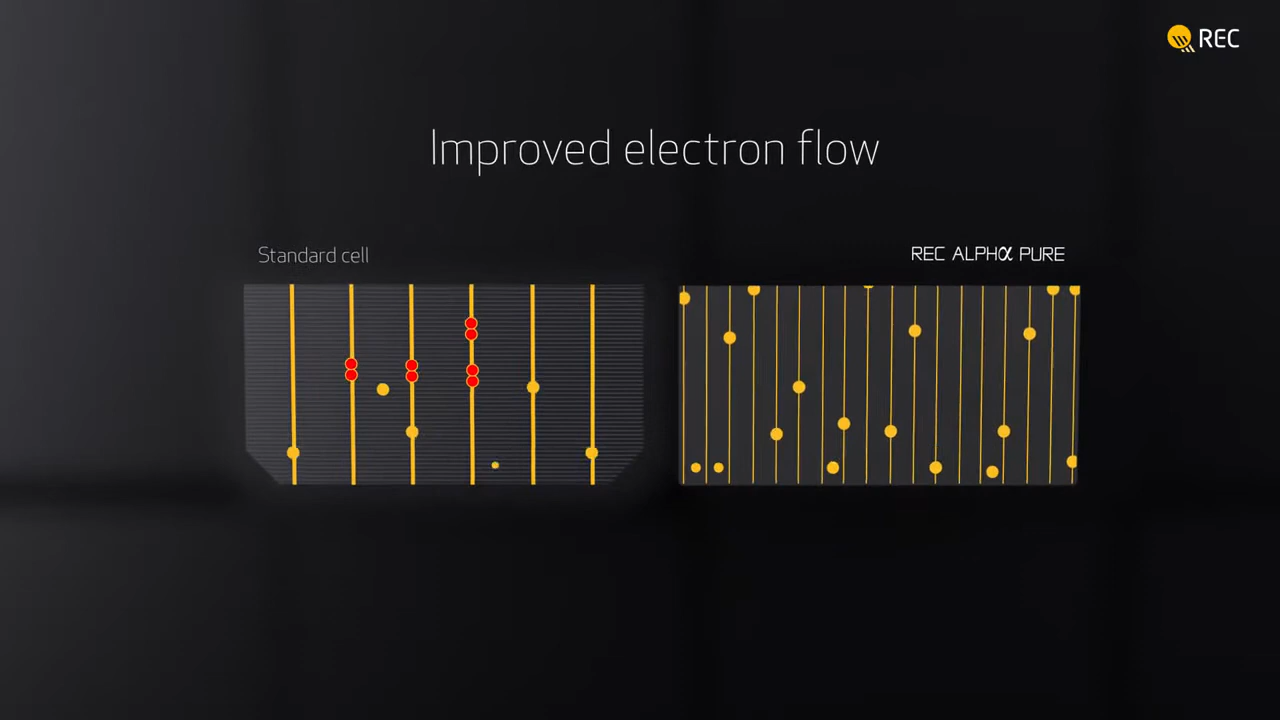 REC
Improved electron flow
Standard cell
REC ALPHα PURE